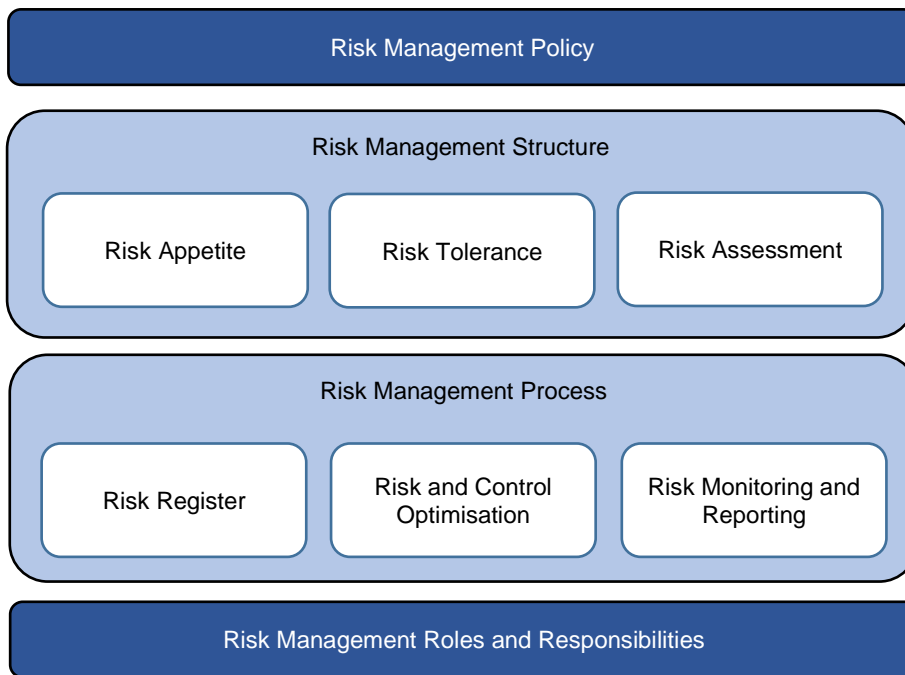 Risk Management Policy
Risk Management Structure
Risk Appetite
Risk Tolerance
Risk Assessment
Risk Management Process
Risk Register
Risk and Control
Optimisation
Risk Monitoring and
Reporting
Risk Management Roles and Responsibilities